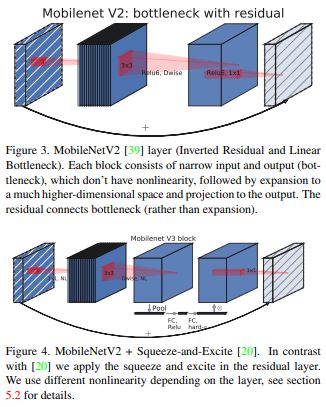 Mobilenet V2: bottleneck with residual
3x3
Relu6, Dwise
Relu6, 1x1
+
Figure 3. MobileNetV2 [39] layer (Inverted Residual and Linear
Bottleneck). Each block consists of narrow input and output (bot-
tleneck), which don't have nonlinearity, followed by expansion to
a much higher-dimensional space and projection to the output. The
residual connects bottleneck (rather than expansion).
Mobilenet V3 block
NL
3x3
Dwise, NL
1x1
Pool
FC,
Relu
FC,
hard-σ
+
Figure 4. MobileNetV2 + Squeeze-and-Excite [20]. In contrast
with [20] we apply the squeeze and excite in the residual layer.
We use different nonlinearity depending on the layer, see section
5.2 for details.